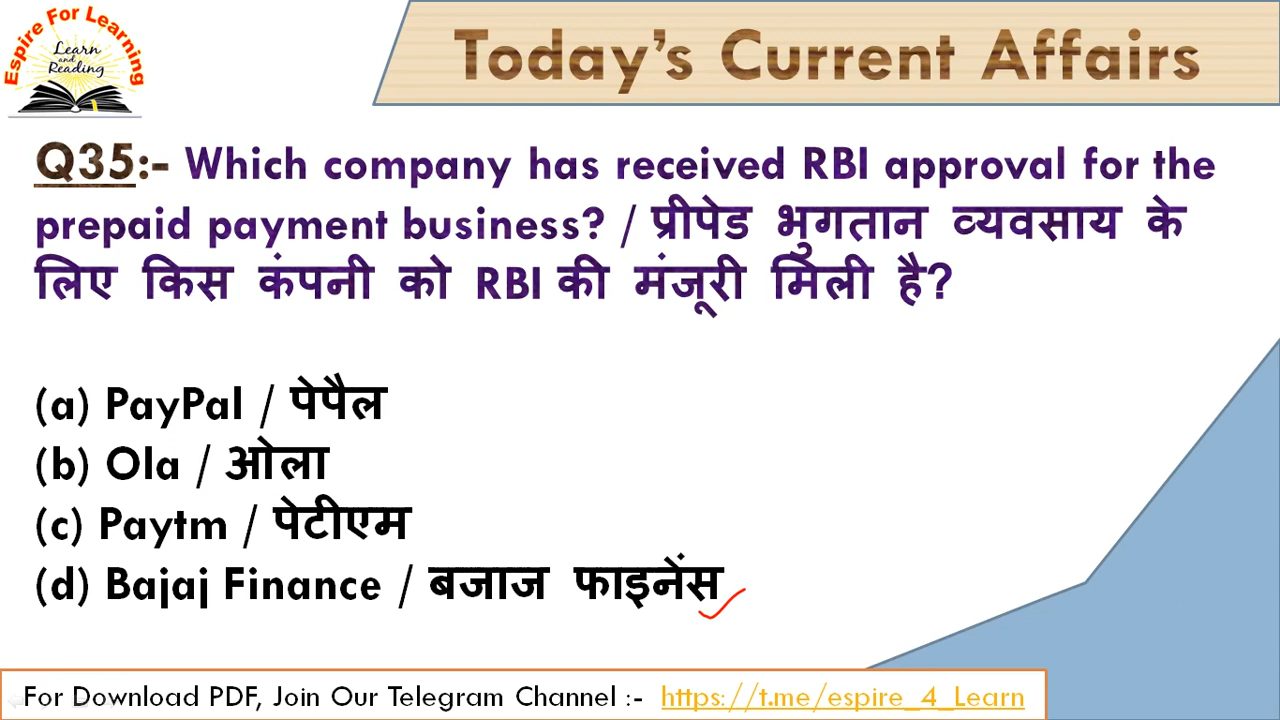 Espire For Learning
Learn
and
Reading
Today's Current Affairs
Q35:- Which company has received RBI approval for the
prepaid payment business? / प्रीपेड भुगतान व्यवसाय के
लिए किस कंपनी को RBI की मंजूरी मिली है?
(a) PayPal / पेपैल
(b) Ola / ओला
(c) Paytm / पेटीएम
(d) Bajaj Finance / बजाज फाइनेंस
For Download PDF, Join Our Telegram Channel :- https://t.me/espire_4_Learn